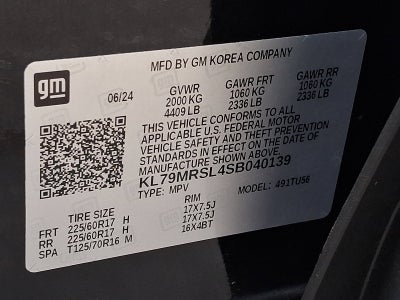 gm
MFD BY GM KOREA COMPANY
06/24 GVWR GAWR FRT GAWR RR
2000 KG 1060 KG 1060 KG
4409 LB 2336 LB 2336 LB
THIS VEHICLE CONFORMS TO ALL
APPLICABLE U.S. FEDERAL MOTOR
VEHICLE SAFETY AND THEFT PREVENTION
STANDARDS IN EFFECT ON THE DATE OF
MANUFACTURE SHOWN ABOVE.
KL79MRSL4SB040139
TYPE: MPV MODEL: 491TU56
TIRE SIZE RIM
FRT 225/60R17 H 17X7.5J
RR 225/60R17 H 17X7.5J
SPA T125/70R16 M 16X4BT